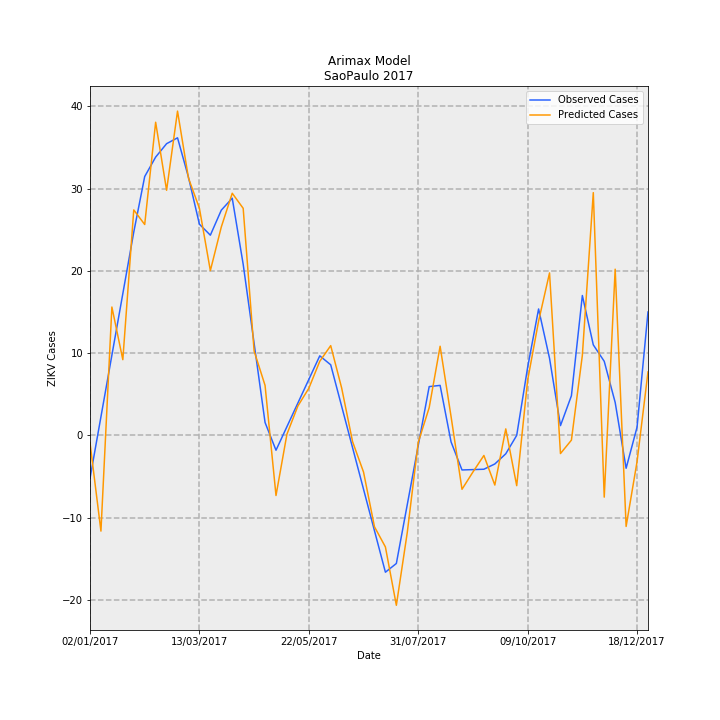 Arimax Model
SaoPaulo 2017
Observed Cases
Predicted Cases
ZIKV Cases
40
30
20
10
0
−10
−20
02/01/2017
13/03/2017
22/05/2017
31/07/2017
09/10/2017
18/12/2017
Date